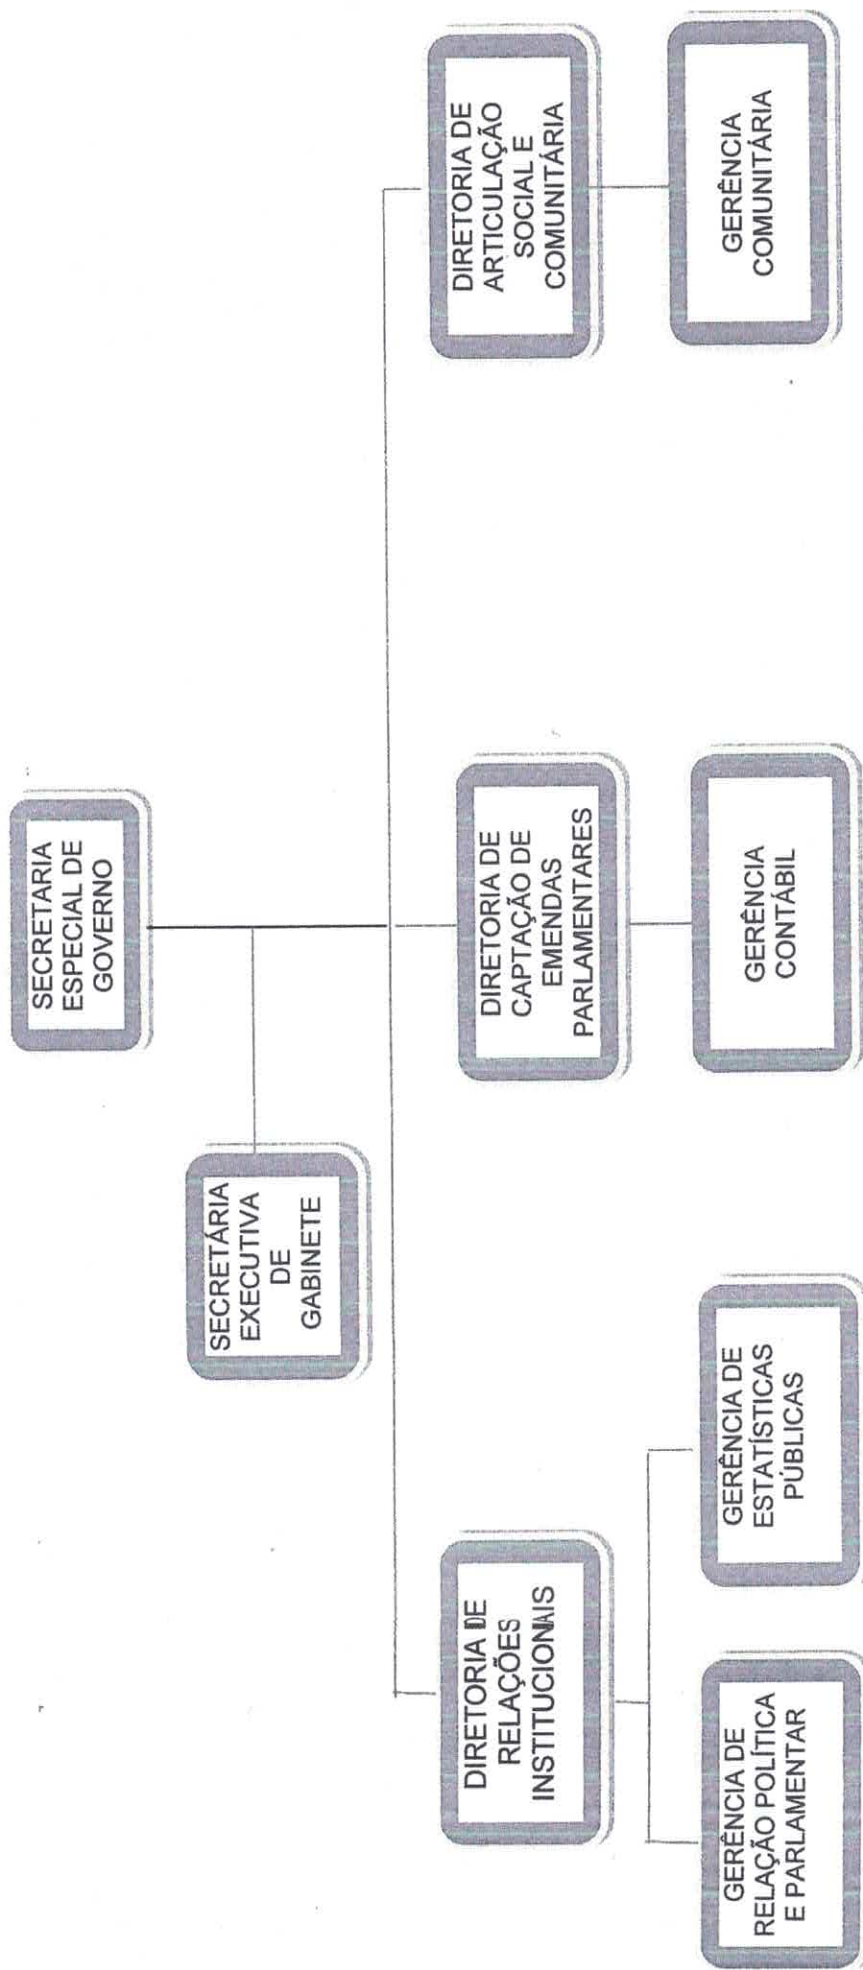 SECRETARIA
ESPECIAL DE
GOVERNO
SECRETÁRIA
EXECUTIVA
DE
GABINETE
DIRETORIA DE
RELAÇÕES
INSTITUCIONAIS
DIRETORIA DE
CAPTAÇÃO DE
EMENDAS
PARLAMENTARES
DIRETORIA DE
ARTICULAÇÃO
SOCIAL E
COMUNITÁRIA
GERÊNCIA DE
RELAÇÃO POLÍTICA
E PARLAMENTAR
GERÊNCIA DE
ESTATÍSTICAS
PÚBLICAS
GERÊNCIA
CONTÁBIL
GERÊNCIA
COMUNITÁRIA